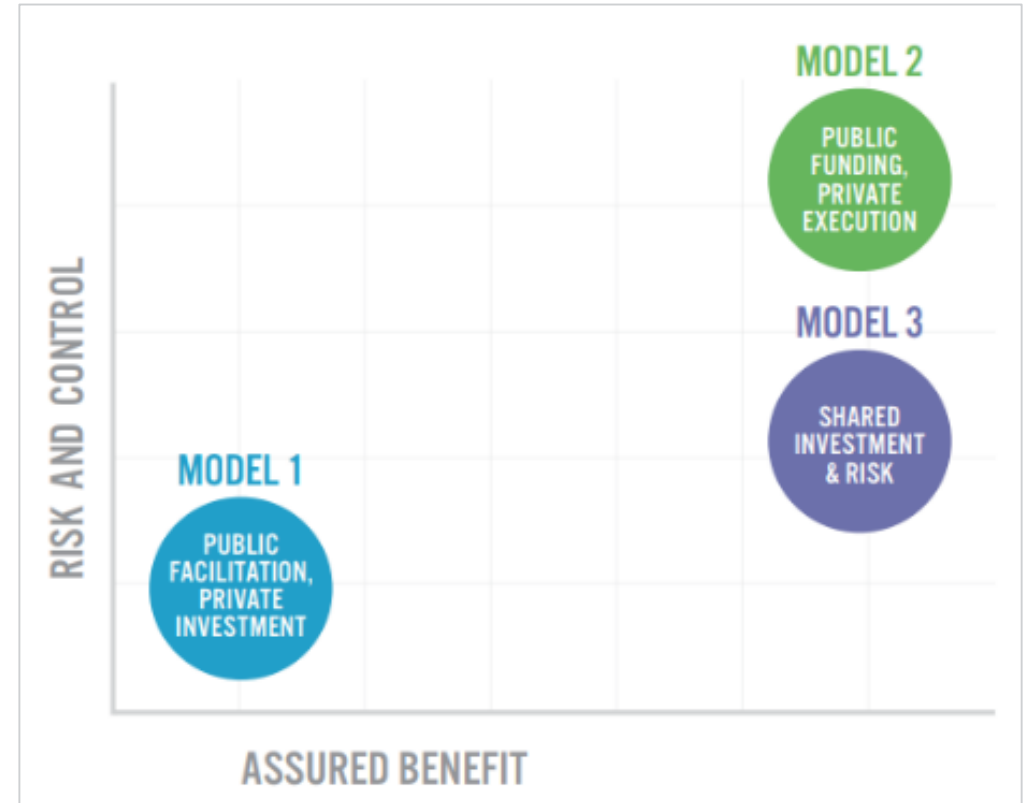 MODEL 2
PUBLIC
FUNDING,
PRIVATE
EXECUTION
MODEL 3
SHARED
INVESTMENT
& RISK
MODEL 1
PUBLIC
FACILITATION,
PRIVATE
INVESTMENT
RISK AND CONTROL
ASSURED BENEFIT